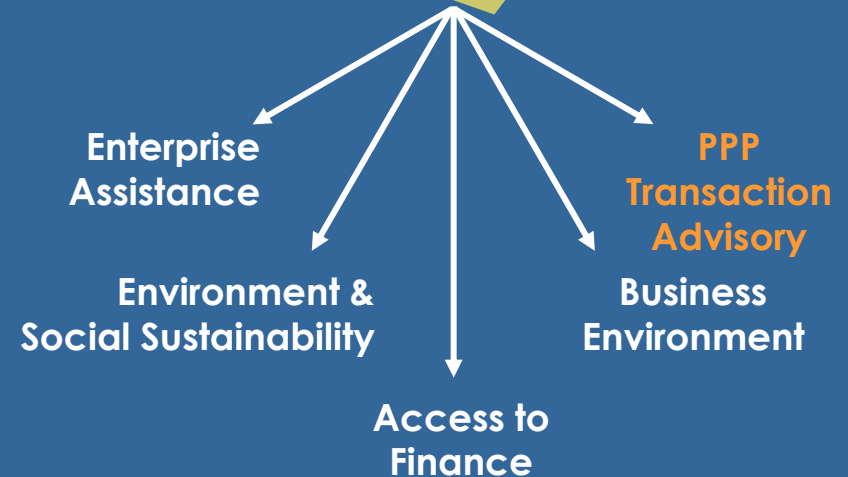 Enterprise
Assistance
PPP
Transaction
Advisory
Environment &
Social Sustainability
Business
Environment
Access to
Finance